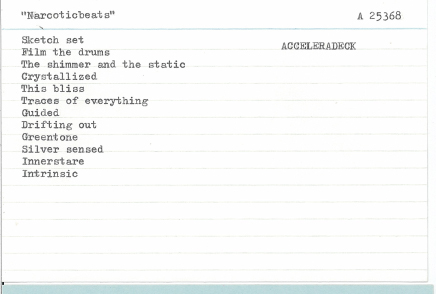 "Narcoticbeats" A 25368
Sketch set
ACCELERADECK
Film the drums
The shimmer and the static
Crystallized
This bliss
Traces of everything
Guided
Drifting out
Greentone
Silver sensed
Innerstare
Intrinsic